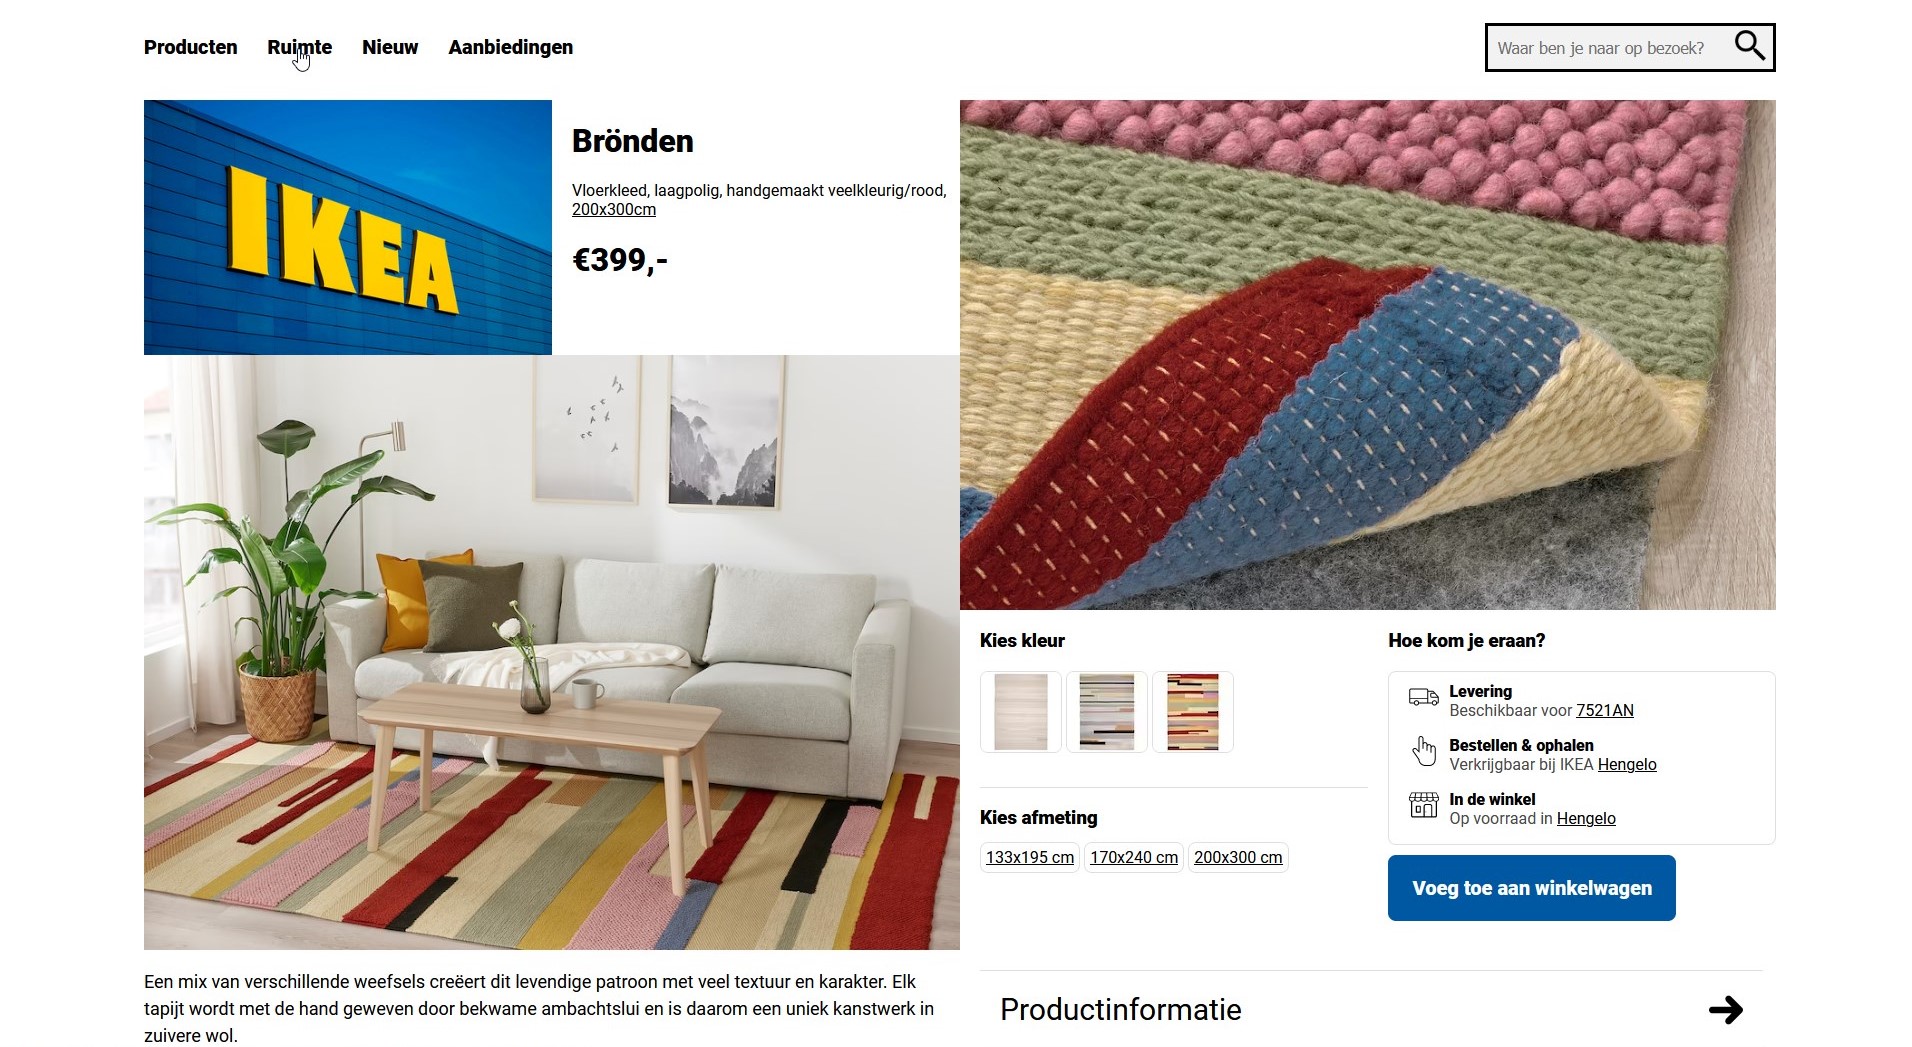 Producten Ruimte Nieuw Aanbiedingen
Waar ben je naar op bezoek?
IKEA
Brönden
Vloerkleed, laagpolig, handgemaakt veelkleurig/rood,
200x300cm
€399,-
Kies kleur
Kies afmeting
133x195 cm 170x240 cm 200x300 cm
Hoe kom je eraan?
Levering
Beschikbaar voor 7521AN
Bestellen & ophalen
Verkrijgbaar bij IKEA Hengelo
In de winkel
Op voorraad in Hengelo
Voeg toe aan winkelwagen
Een mix van verschillende weefsels creëert dit levendige patroon met veel textuur en karakter. Elk
tapijt wordt met de hand geweven door bekwame ambachtslui en is daarom een uniek kanstwerk in
zuivere wol.
Productinformatie